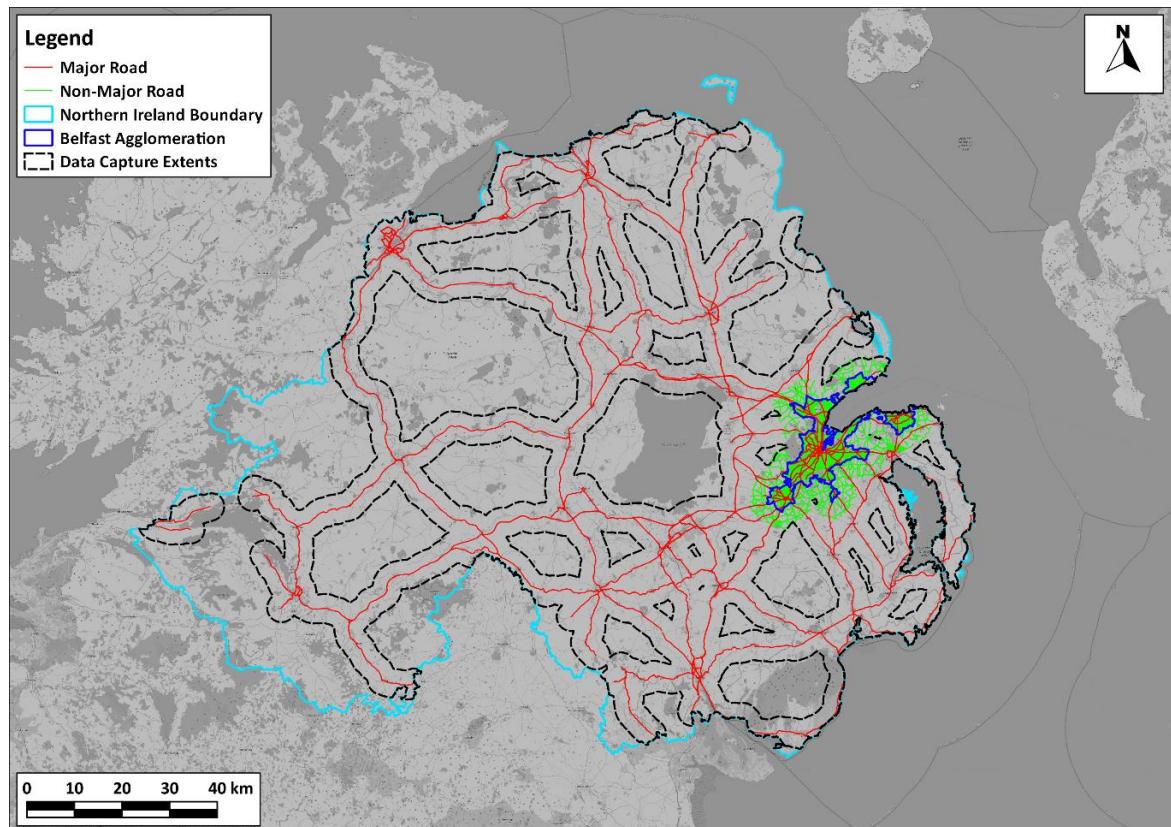 Legend
Major Road
Non-Major Road
Northern Ireland Boundary
Belfast Agglomeration
Data Capture Extents
N
0 10 20 30 40 km